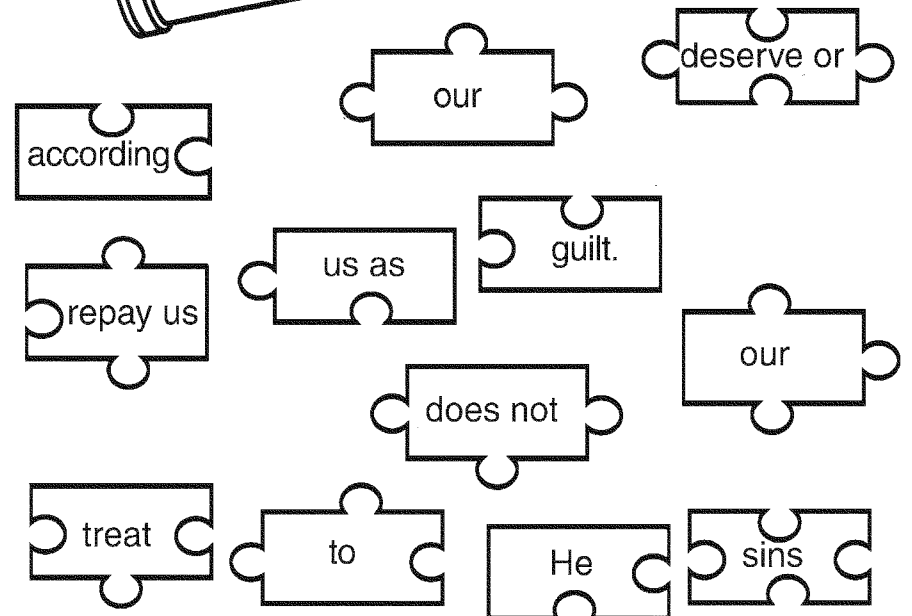 our
deserve or
according
guilt.
us as
repay us
our
does not
treat
to
He
sins